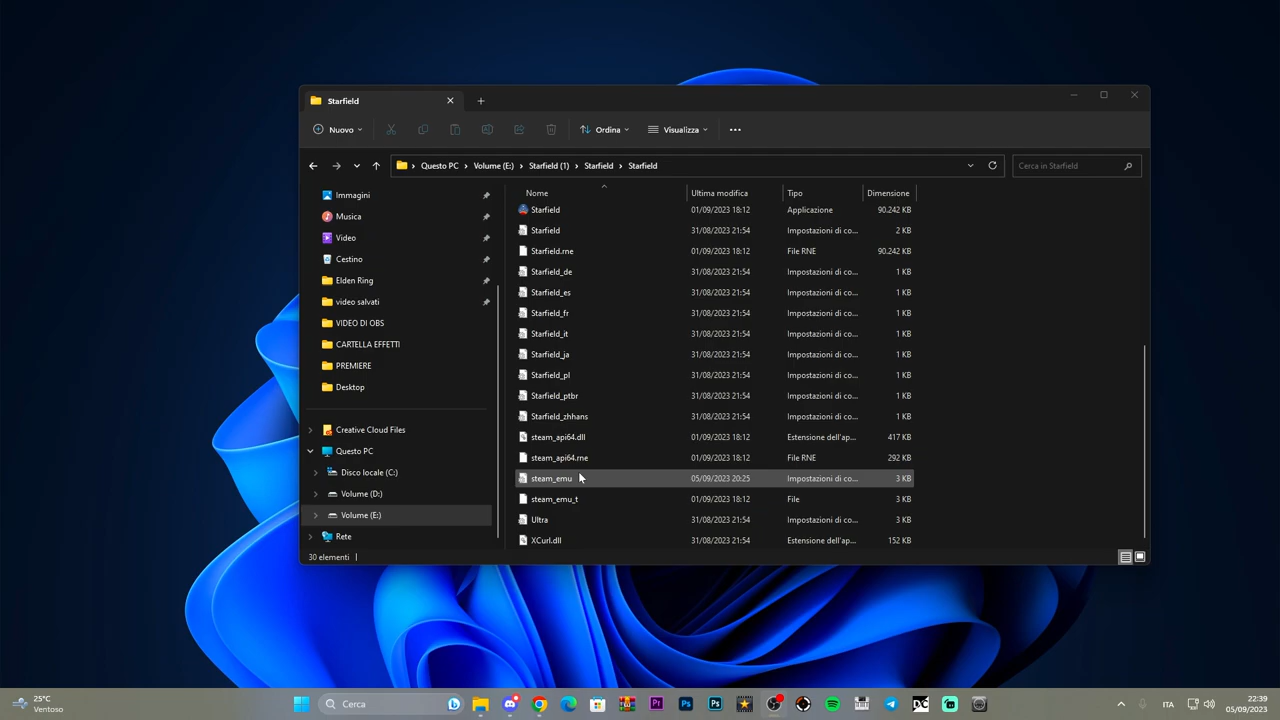 Starfield
Nuovo
Ordina
Visualizza
Questo PC
Volume (E:)
Starfield (1)
Starfield
Starfield
Cerca in Starfield
Immagini
Musica
Video
Cestino
Elden Ring
video salvati
VIDEO DI OBS
CARTELLA EFFETTI
PREMIERE
Desktop
Creative Cloud Files
Questo PC
Disco locale (C:)
Volume (D:)
Volume (E:)
Rete
Nome Ultima modifica Tipo Dimensione
Starfield 01/09/2023 18:12 Applicazione 90.242 KB
Starfield 31/08/2023 21:54 Impostazioni di co... 2 KB
Starfield.rne 01/09/2023 18:12 File RNE 90.242 KB
Starfield_de 31/08/2023 21:54 Impostazioni di co... 1 KB
Starfield_es 31/08/2023 21:54 Impostazioni di co... 1 KB
Starfield_fr 31/08/2023 21:54 Impostazioni di co... 1 KB
Starfield_it 31/08/2023 21:54 Impostazioni di co... 1 KB
Starfield_ja 31/08/2023 21:54 Impostazioni di co... 1 KB
Starfield_pl 31/08/2023 21:54 Impostazioni di co... 1 KB
Starfield_ptbr 31/08/2023 21:54 Impostazioni di co... 1 KB
Starfield_zhhans 31/08/2023 21:54 Impostazioni di co... 1 KB
steam_api64.dll 01/09/2023 18:12 Estensione dell'ap... 417 KB
steam_api64.rne 01/09/2023 18:12 File RNE 292 KB
steam_emu 05/09/2023 20:25 Impostazioni di co... 3 KB
steam_emu_t 01/09/2023 18:12 File 3 KB
Ultra 31/08/2023 21:54 Impostazioni di co... 3 KB
XCurl.dll 31/08/2023 21:54 Estensione dell'ap... 152 KB
30 elementi
25°C
Ventoso
Cerca
Pr
Ps
Ps
DC
ITA
22:39
05/09/2023